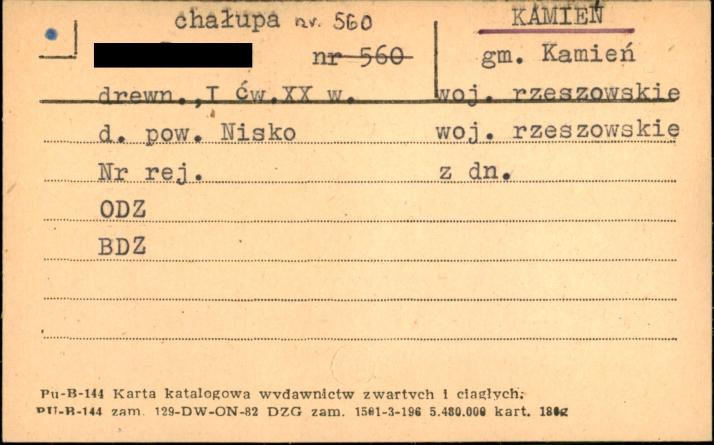 chałupa nr. 560 KAMIEŃ
nr 560 gm. Kamień
drewn., I ćw.XX w. woj. rzeszowskie
d. pow. Nisko woj. rzeszowskie
Nr rej. z dn.
ODZ
BDZ
Pu-B-144 Karta katalogowa wydawnictw zwartych i ciągłych.
PU-B-144 zam. 129-DW-ON-82 DZG zam. 1501-3-196 5.480.000 kart.